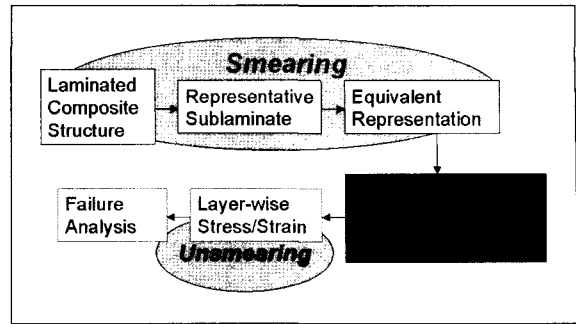 Smearing
Laminated
Composite
Structure
Representative
Sublaminate
Equivalent
Representation
Failure
Analysis
Layer-wise
Stress/Strain
Unsmearing